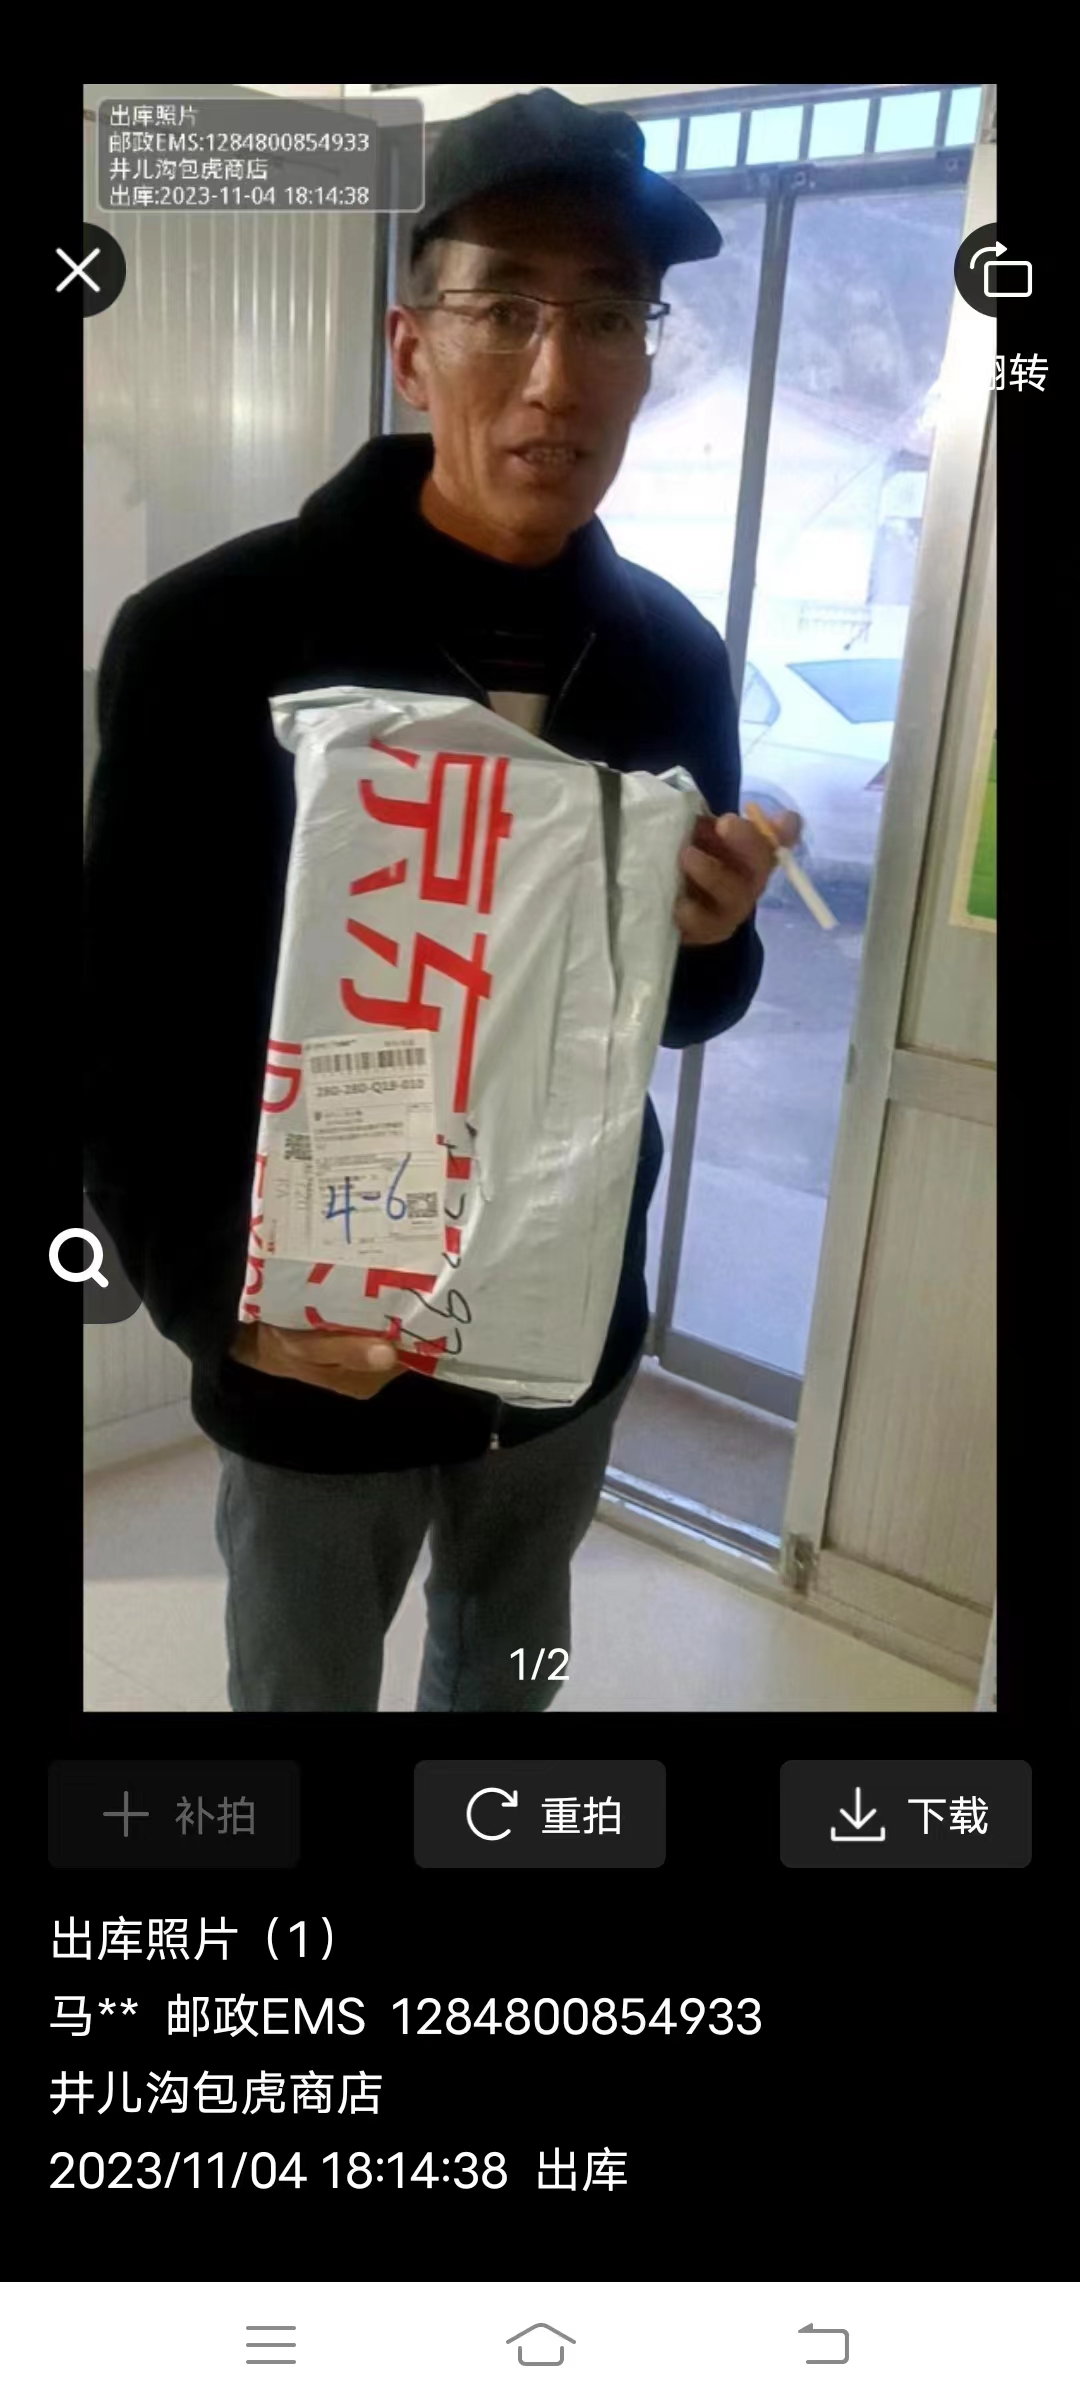 出库照片
邮政EMS:1284800854933
井儿沟包虎商店
出库:2023-11-04 18:14:38
翻转
京东
280-280-Q19-010
4-6
1/2
补拍
重拍
下载
出库照片（1）
马** 邮政EMS 1284800854933
井儿沟包虎商店
2023/11/04 18:14:38 出库